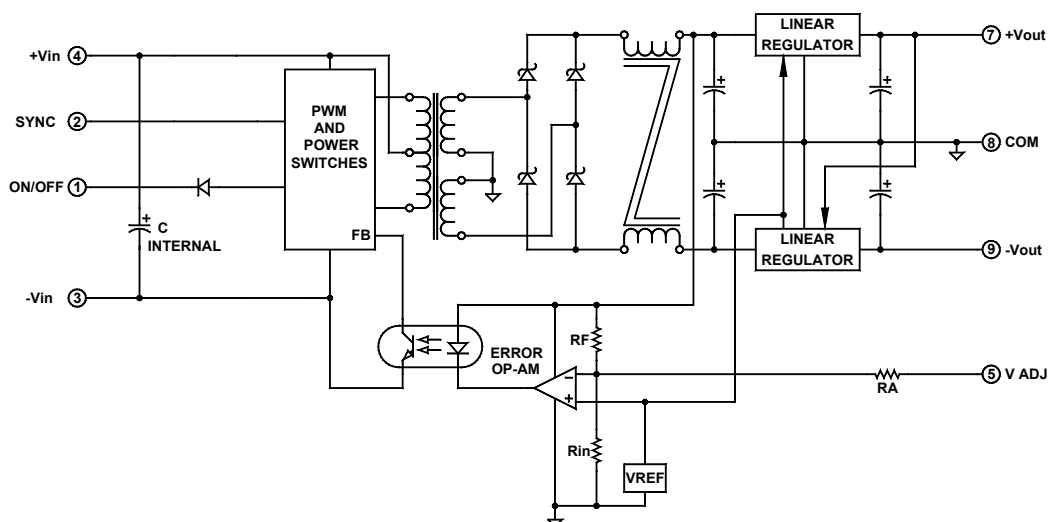 LINEAR
REGULATOR
7 +Vout
+Vin 4
PWM
AND
POWER
SWITCHES
SYNC 2
8 COM
ON/OFF 1
+ C
INTERNAL
FB
LINEAR
REGULATOR
9 -Vout
-Vin 3
RF
ERROR
OP-AM
5 V ADJ
RA
Rin
VREF
+
+
+
+
−
+